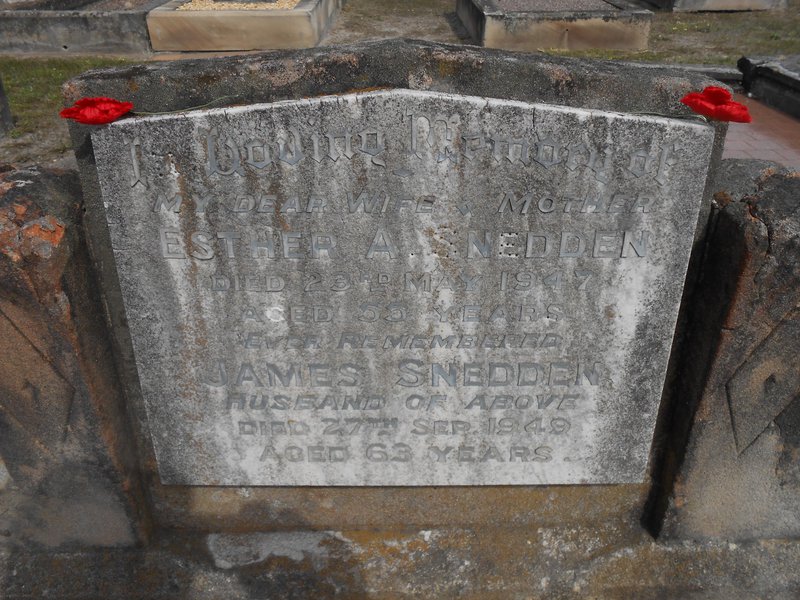 In Loving Memory of
MY DEAR WIFE & MOTHER
ESTHER A. SNEDDEN
DIED 23RD MAY 1947
AGED 53 YEARS
EVER REMEMBERED
JAMES SNEDDEN
HUSBAND OF ABOVE
DIED 27TH SEP. 1949
AGED 63 YEARS